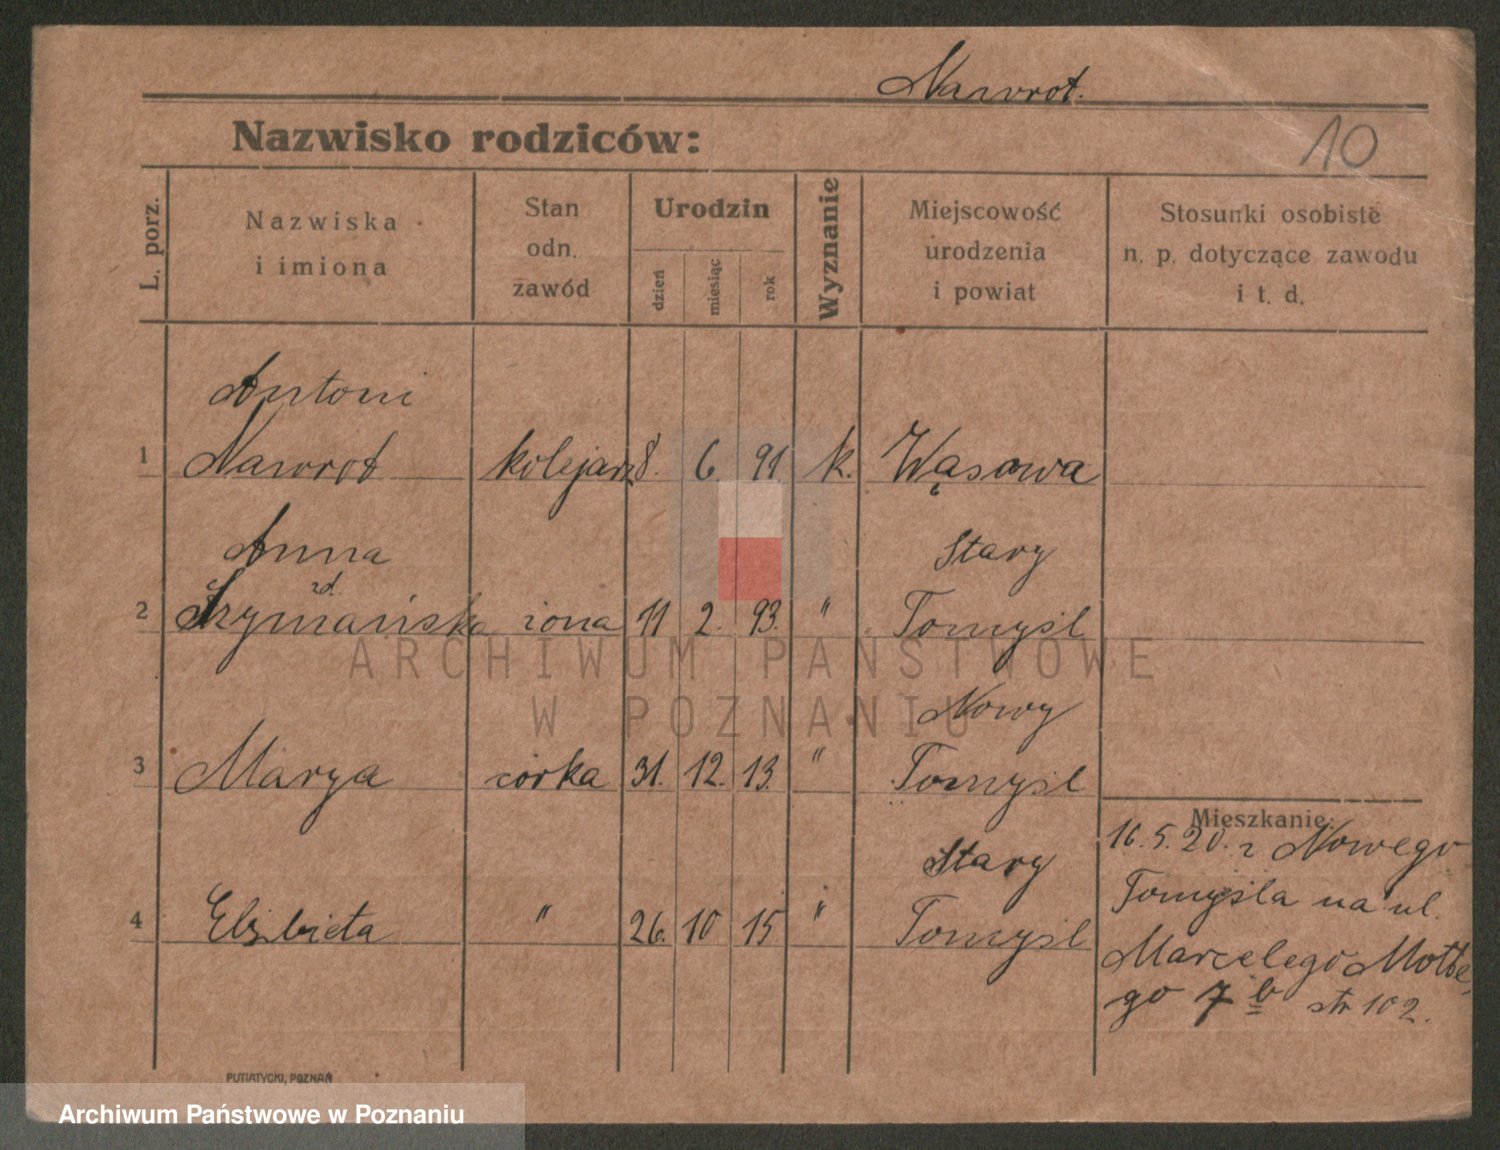 Nawrot.
Nazwisko rodziców:
10
L. porz.
Nazwiska
i imiona
Stan
odn.
zawód
Urodzin
dzień
miesiąc
rok
Wyznanie
Miejscowość
urodzenia
i powiat
Stosunki osobiste
n. p. dotyczące zawodu
i t. d.
Antoni
1 Nawrot kolejarz 8. 6. 91 k. Wąsowa
Anna Stary
zd.
2 Szymańska żona 11 2. 93. " Tomyśl
Nowy
3 Marya córka 31. 12. 13. " Tomyśl
Mieszkanie:
16. 5. 20. z Nowego
Stary
Tomyśla na ul.
4 Elżbieta " 26. 10 15 " Tomyśl
Marcelego Motte
go 7 b str 102.
PUTIATYCKI, POZNAŃ
ARCHIWUM PAŃSTWOWE
W POZNANIU
Archiwum Państwowe w Poznaniu